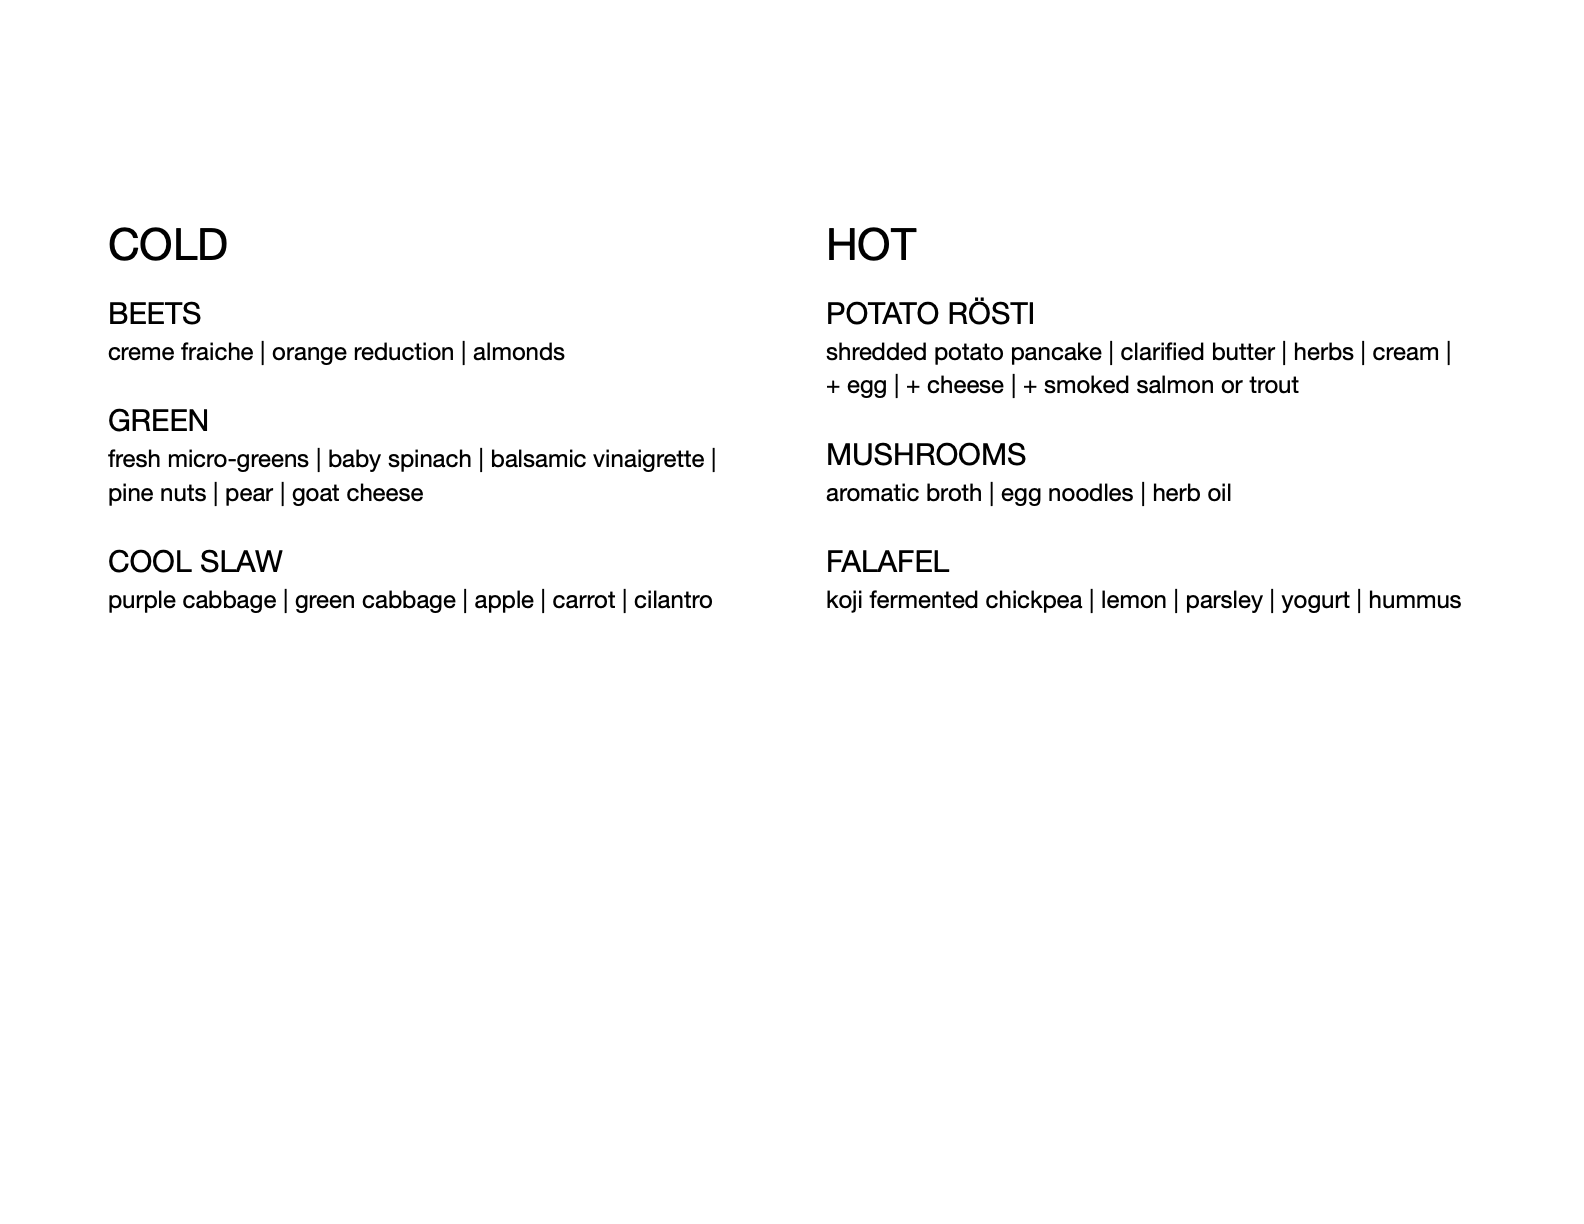 COLD
BEETS
creme fraiche | orange reduction | almonds
GREEN
fresh micro-greens | baby spinach | balsamic vinaigrette |
pine nuts | pear | goat cheese
COOL SLAW
purple cabbage | green cabbage | apple | carrot | cilantro
HOT
POTATO RÖSTI
shredded potato pancake | clarified butter | herbs | cream |
+ egg | + cheese | + smoked salmon or trout
MUSHROOMS
aromatic broth | egg noodles | herb oil
FALAFEL
koji fermented chickpea | lemon | parsley | yogurt | hummus